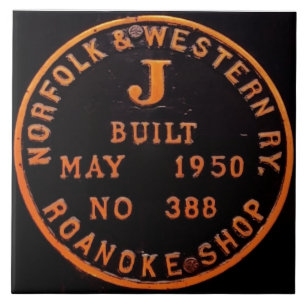 NORFOLK & WESTERN RY.
J
BUILT
MAY 1950
NO 388
ROANOKE SHOP